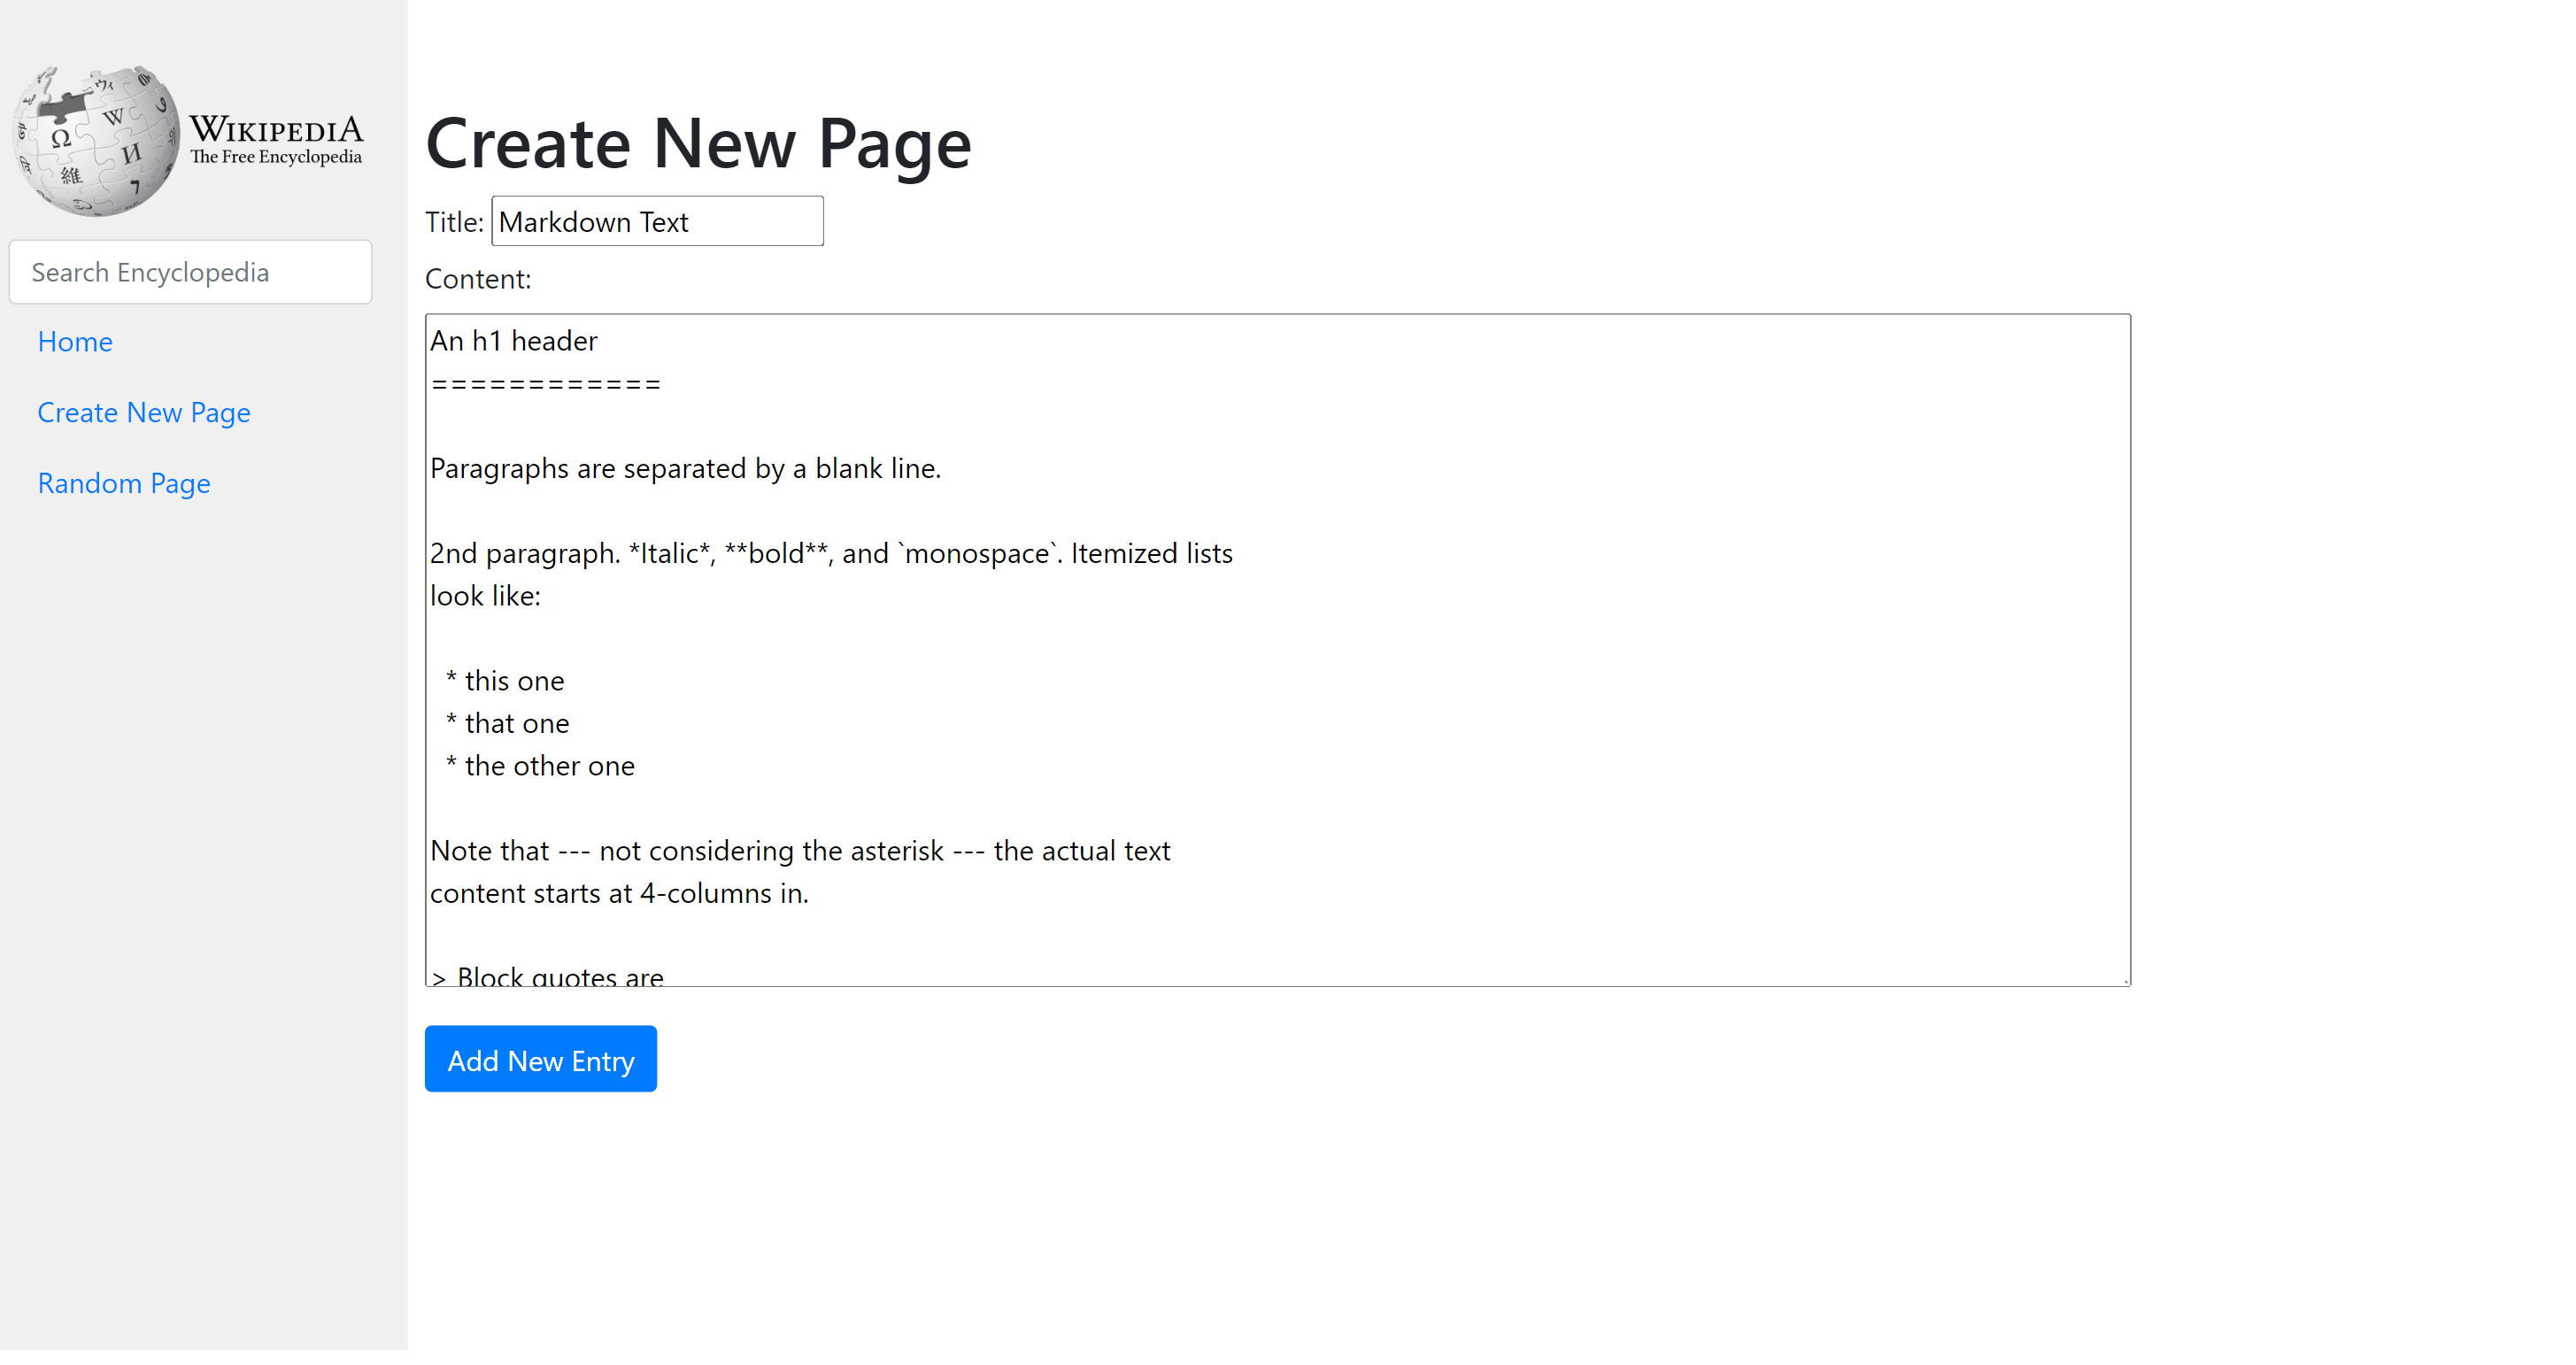 WIKIPEDIA
The Free Encyclopedia
Search Encyclopedia
Home
Create New Page
Random Page
Create New Page
Title: Markdown Text
Content:
An h1 header
============
Paragraphs are separated by a blank line.
2nd paragraph. *Italic*, **bold**, and `monospace`. Itemized lists
look like:
* this one
* that one
* the other one
Note that --- not considering the asterisk --- the actual text
content starts at 4-columns in.
> Block quotes are
Add New Entry